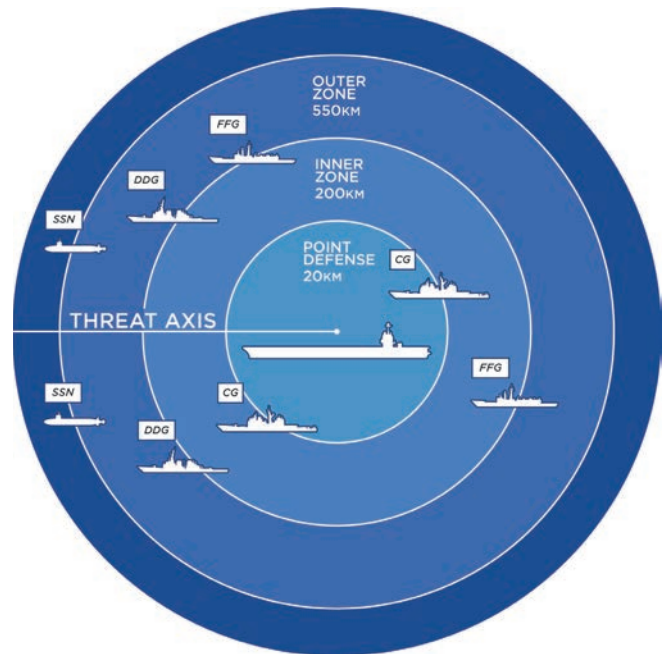 OUTER
ZONE
550KM
FFG
INNER
ZONE
200KM
DDG
SSN
POINT
DEFENSE
20KM
CG
THREAT AXIS
FFG
SSN
CG
DDG